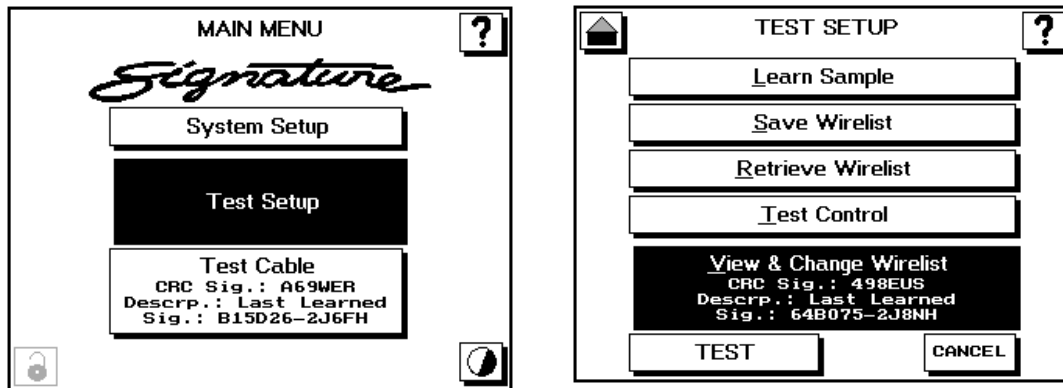 MAIN MENU
?
Signature
System Setup
Test Setup
Test Cable
CRC Sig.: A69WER
Descrp.: Last Learned
Sig.: B15D26-2J6FH
TEST SETUP
?
Learn Sample
Save Wirelist
Retrieve Wirelist
Test Control
View & Change Wirelist
CRC Sig.: 498EUS
Descrp.: Last Learned
Sig.: 64B075-2J8NH
TEST
CANCEL